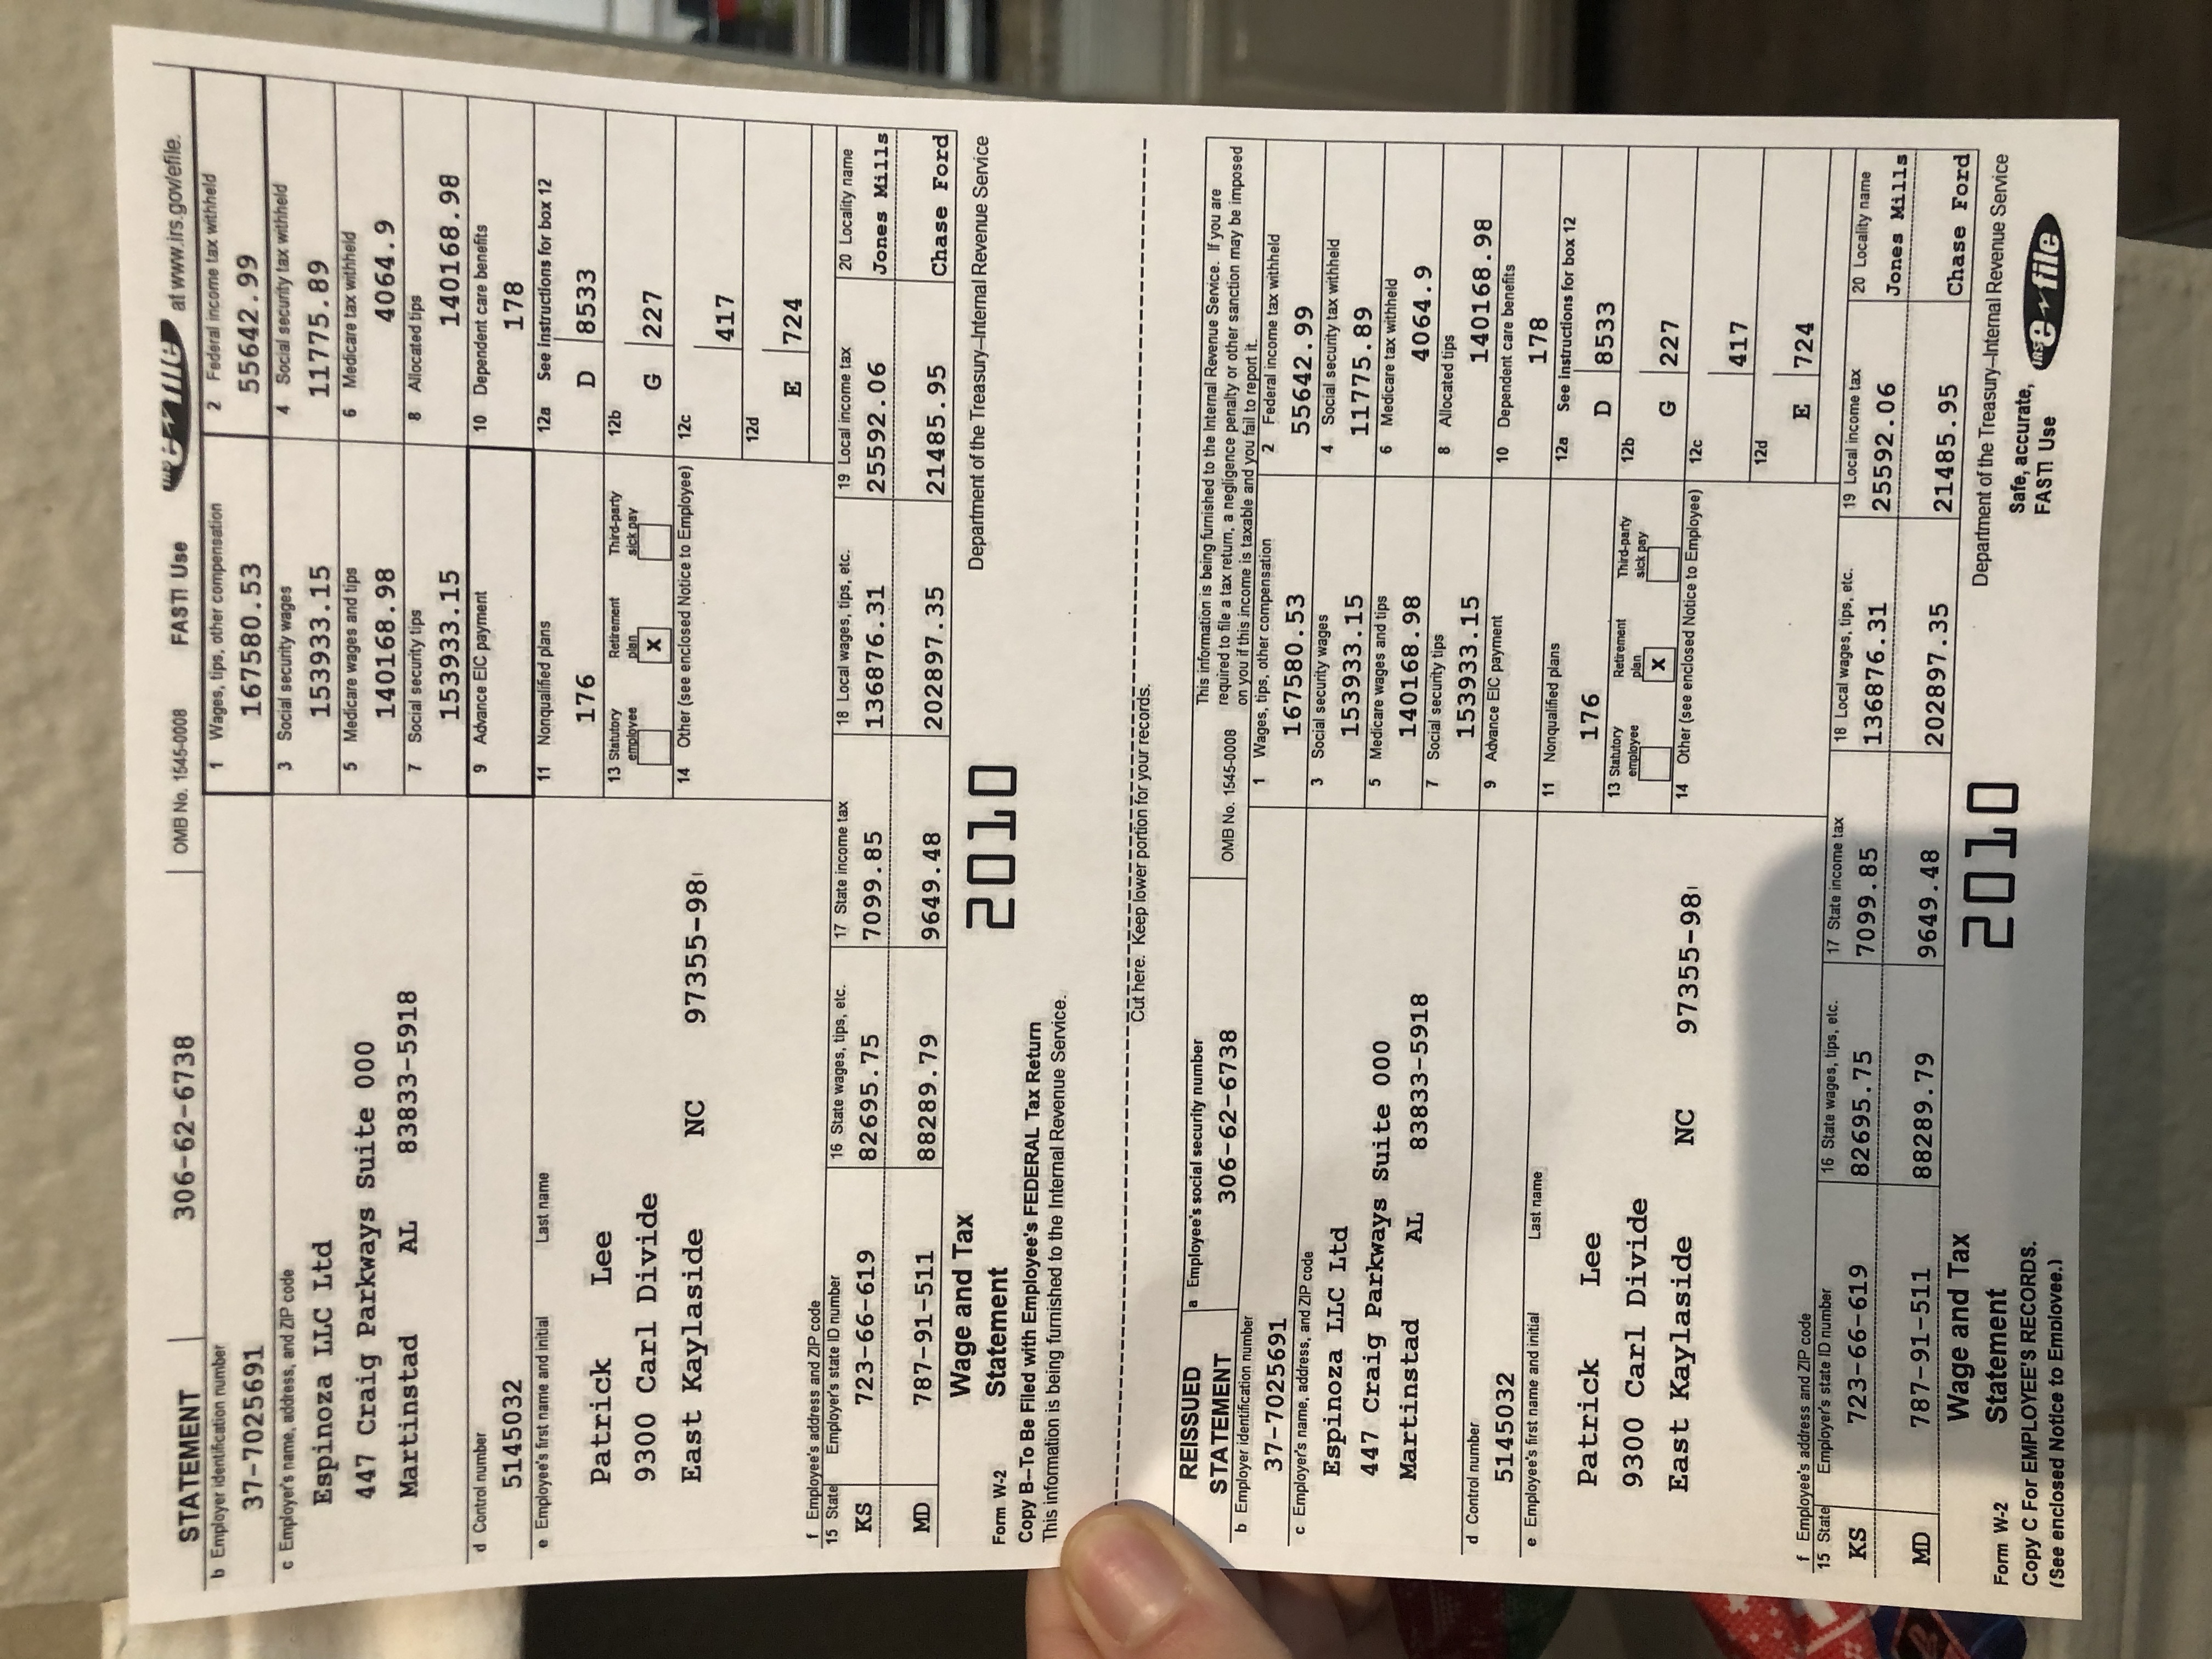 STATEMENT 306-62-6738 OMB No. 1545-0008 FAST! Use IRS e-file at www.irs.gov/efile.
b Employer identification number
37-7025691
1 Wages, tips, other compensation
167580.53
2 Federal income tax withheld
55642.99
c Employer's name, address, and ZIP code
Espinoza LLC Ltd
447 Craig Parkways Suite 000
Martinstad AL 83833-5918
3 Social security wages
153933.15
4 Social security tax withheld
11775.89
5 Medicare wages and tips
140168.98
6 Medicare tax withheld
4064.9
7 Social security tips
153933.15
8 Allocated tips
140168.98
d Control number
5145032
9 Advance EIC payment
10 Dependent care benefits
178
e Employee's first name and initial Last name
Patrick Lee
9300 Carl Divide
East Kaylaside NC 97355-98
11 Nonqualified plans
176
12a See instructions for box 12
D 8533
13 Statutory employee Retirement plan Third-party sick pay
X
12b
G 227
14 Other (see enclosed Notice to Employee)
12c
417
12d
E 724
f Employee's address and ZIP code
15 State Employer's state ID number 16 State wages, tips, etc. 17 State income tax 18 Local wages, tips, etc. 19 Local income tax 20 Locality name
KS 723-66-619 82695.75 7099.85 136876.31 25592.06 Jones Mills
MD 787-91-511 88289.79 9649.48 202897.35 21485.95 Chase Ford
Form W-2 Wage and Tax Statement 2010 Department of the Treasury–Internal Revenue Service
Copy B–To Be Filed with Employee's FEDERAL Tax Return
This information is being furnished to the Internal Revenue Service.
Cut here. Keep lower portion for your records.
REISSUED STATEMENT
a Employee's social security number
306-62-6738
OMB No. 1545-0008
This information is being furnished to the Internal Revenue Service. If you are
required to file a tax return, a negligence penalty or other sanction may be imposed
on you if this income is taxable and you fail to report it.
b Employer identification number
37-7025691
1 Wages, tips, other compensation
167580.53
2 Federal income tax withheld
55642.99
c Employer's name, address, and ZIP code
Espinoza LLC Ltd
447 Craig Parkways Suite 000
Martinstad AL 83833-5918
3 Social security wages
153933.15
4 Social security tax withheld
11775.89
5 Medicare wages and tips
140168.98
6 Medicare tax withheld
4064.9
7 Social security tips
153933.15
8 Allocated tips
140168.98
d Control number
5145032
9 Advance EIC payment
10 Dependent care benefits
178
e Employee's first name and initial Last name
Patrick Lee
9300 Carl Divide
East Kaylaside NC 97355-98
11 Nonqualified plans
176
12a See instructions for box 12
D 8533
13 Statutory employee Retirement plan Third-party sick pay
X
12b
G 227
14 Other (see enclosed Notice to Employee)
12c
417
12d
E 724
f Employee's address and ZIP code
15 State Employer's state ID number 16 State wages, tips, etc. 17 State income tax 18 Local wages, tips, etc. 19 Local income tax 20 Locality name
KS 723-66-619 82695.75 7099.85 136876.31 25592.06 Jones Mills
MD 787-91-511 88289.79 9649.48 202897.35 21485.95 Chase Ford
Form W-2 Wage and Tax Statement 2010 Department of the Treasury–Internal Revenue Service
Copy C For EMPLOYEE'S RECORDS.
(See enclosed Notice to Employee.)
Safe, accurate,
FAST! Use IRS e-file